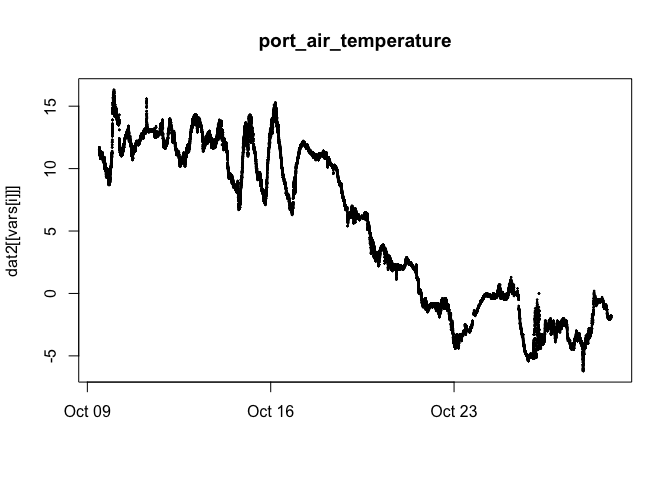 port_air_temperature
dat2[[vars[i]]]
15
10
5
0
-5
Oct 09
Oct 16
Oct 23